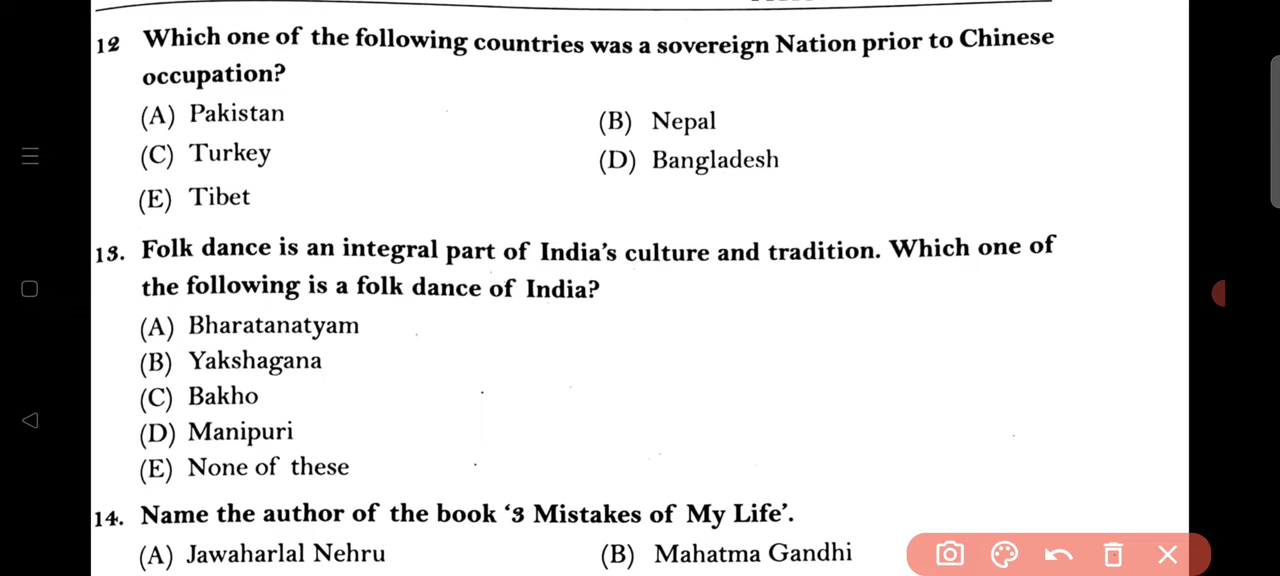 12 Which one of the following countries was a sovereign Nation prior to Chinese
occupation?
(A) Pakistan (B) Nepal
(C) Turkey (D) Bangladesh
(E) Tibet
13. Folk dance is an integral part of India's culture and tradition. Which one of
the following is a folk dance of India?
(A) Bharatanatyam
(B) Yakshagana
(C) Bakho
(D) Manipuri
(E) None of these
14. Name the author of the book '3 Mistakes of My Life'.
(A) Jawaharlal Nehru (B) Mahatma Gandhi